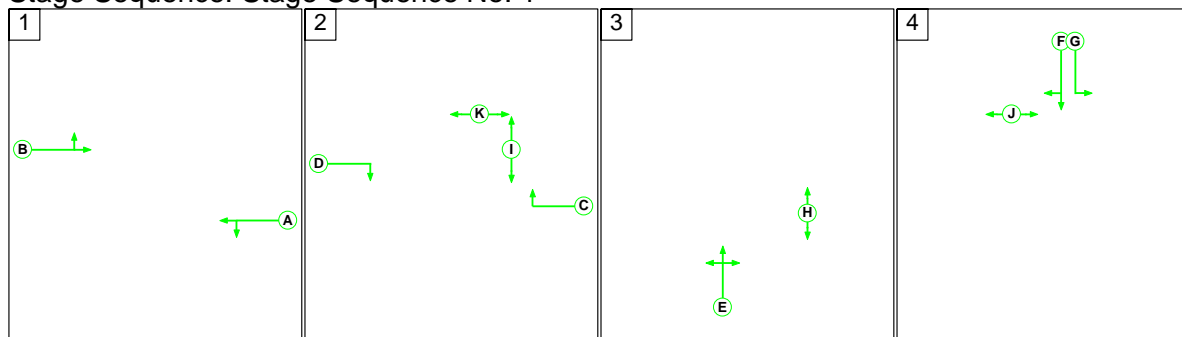 Stage Sequence: Stage Sequence No. 1
1
2
3
4
F G
K
J
B
I
D
C
H
A
E